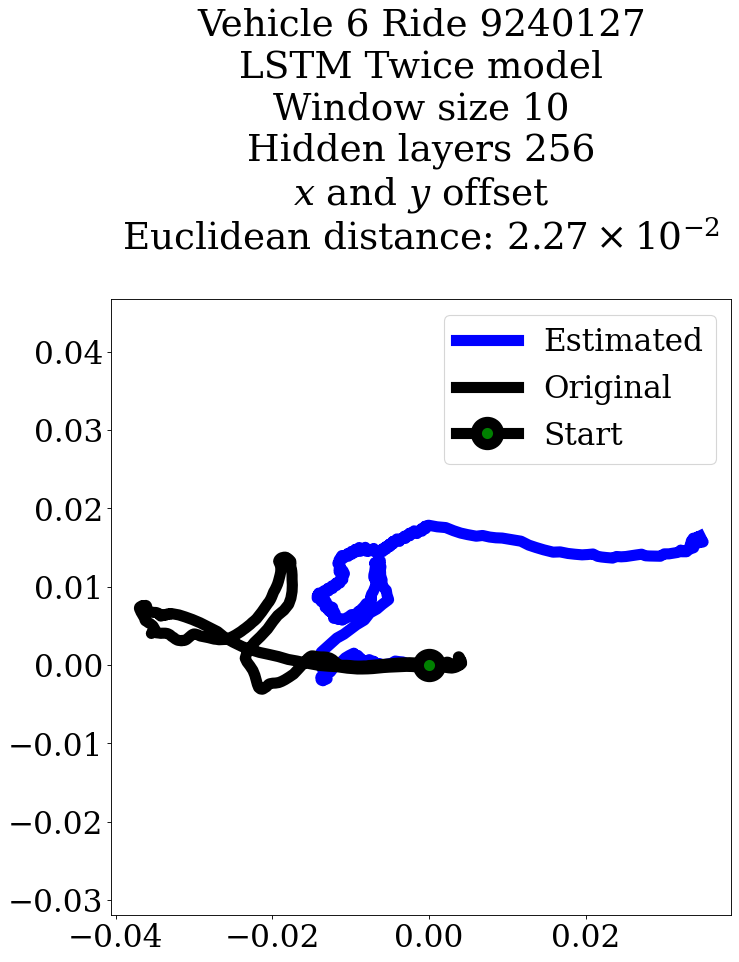 Vehicle 6 Ride 9240127
LSTM Twice model
Window size 10
Hidden layers 256
x and y offset
Euclidean distance: 2.27 × 10⁻²
Estimated
Original
Start
0.04
0.03
0.02
0.01
0.00
−0.01
−0.02
−0.03
−0.04 −0.02 0.00 0.02